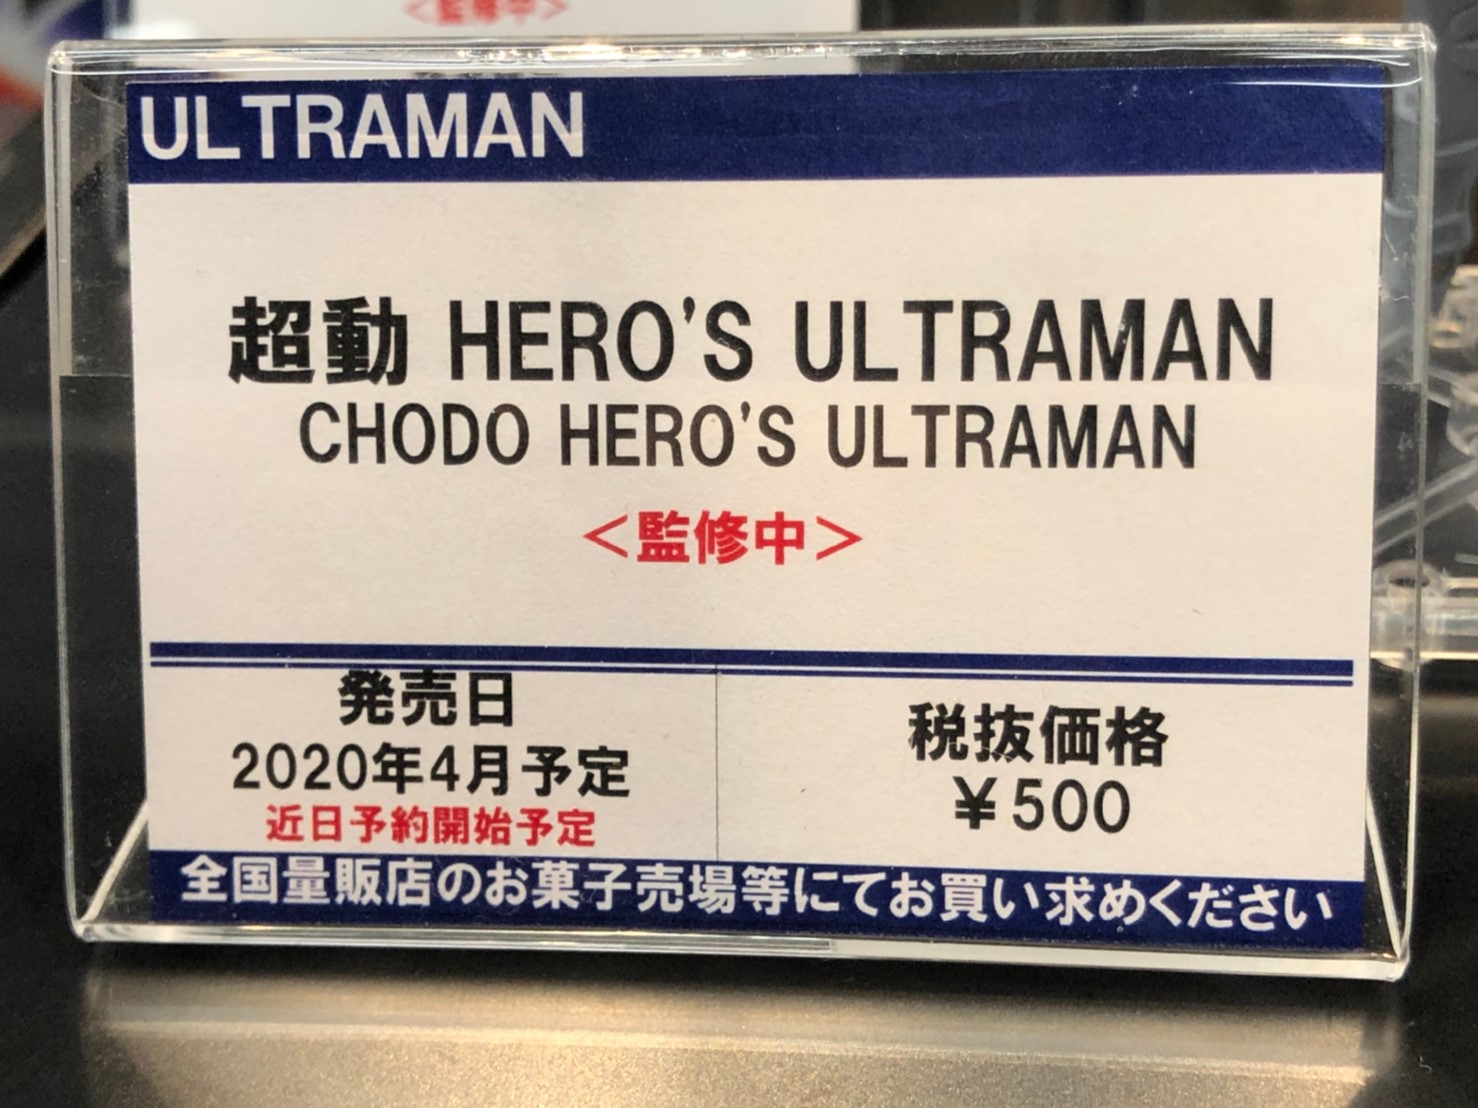 <監修中>
ULTRAMAN
超動 HERO'S ULTRAMAN
CHODO HERO'S ULTRAMAN
<監修中>
発売日
2020年4月予定
近日予約開始予定
税抜価格
¥500
全国量販店のお菓子売場等にてお買い求めください